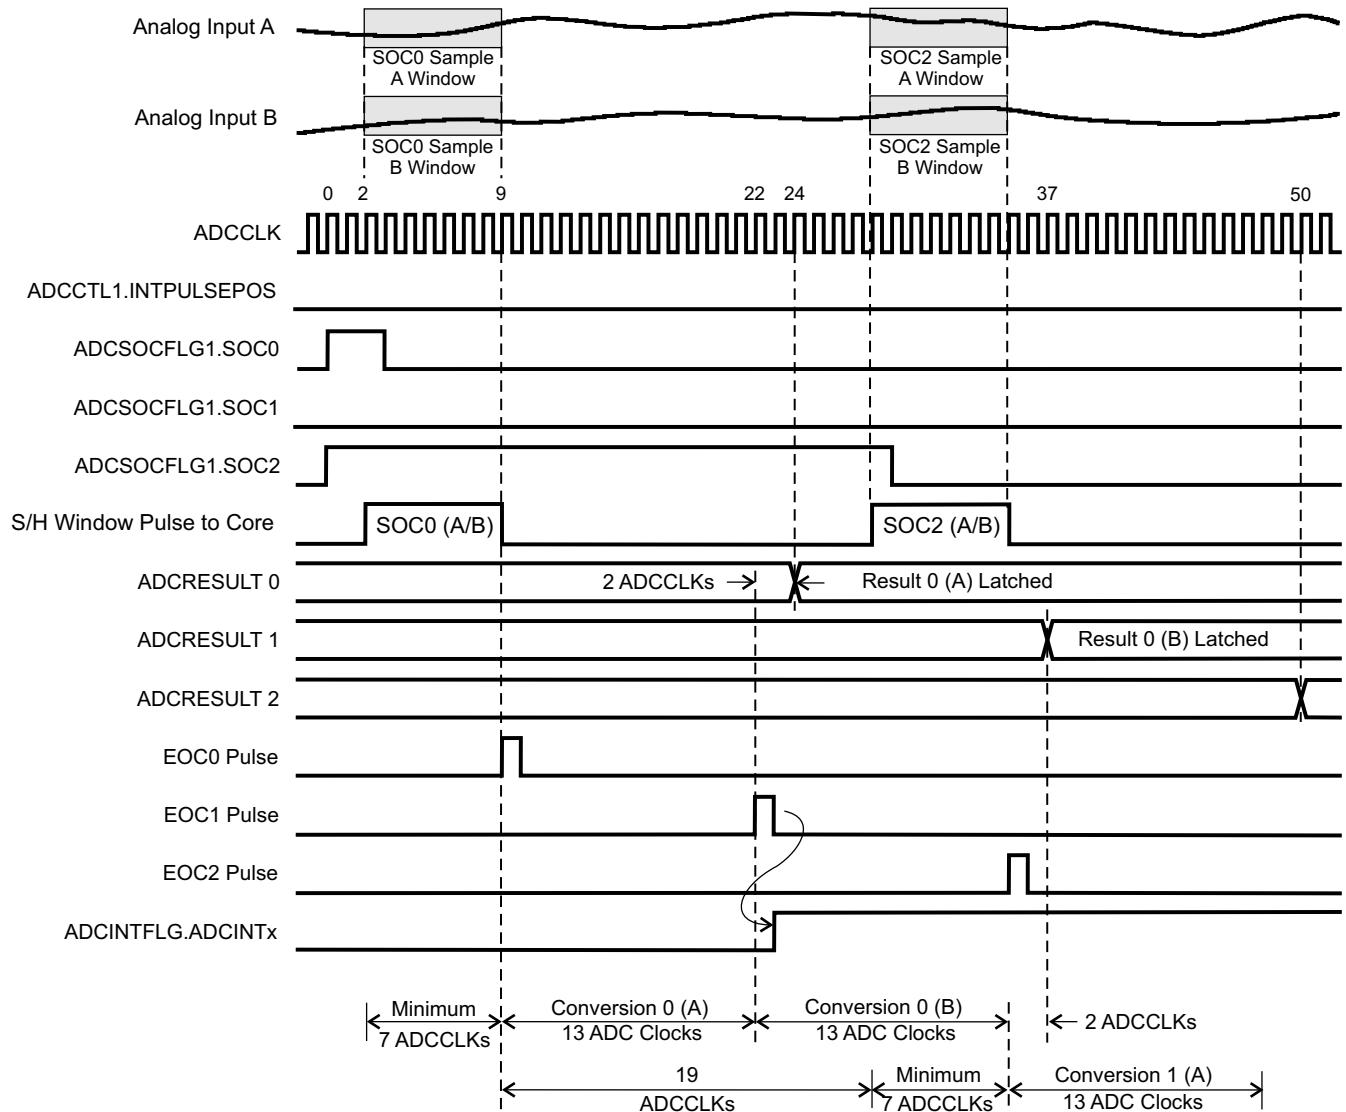 Analog Input A
SOC0 Sample
A Window
SOC2 Sample
A Window
Analog Input B
SOC0 Sample
B Window
SOC2 Sample
B Window
0 2 9 22 24 37 50
ADCCLK
ADCCTL1.INTPULSEPOS
ADCSOCFLG1.SOC0
ADCSOCFLG1.SOC1
ADCSOCFLG1.SOC2
S/H Window Pulse to Core
SOC0 (A/B)
SOC2 (A/B)
ADCRESULT 0
2 ADCCLKs
Result 0 (A) Latched
ADCRESULT 1
Result 0 (B) Latched
ADCRESULT 2
EOC0 Pulse
EOC1 Pulse
EOC2 Pulse
ADCINTFLG.ADCINTx
Minimum
7 ADCCLKs
Conversion 0 (A)
13 ADC Clocks
Conversion 0 (B)
13 ADC Clocks
2 ADCCLKs
19
ADCCLKs
Minimum
7 ADCCLKs
Conversion 1 (A)
13 ADC Clocks